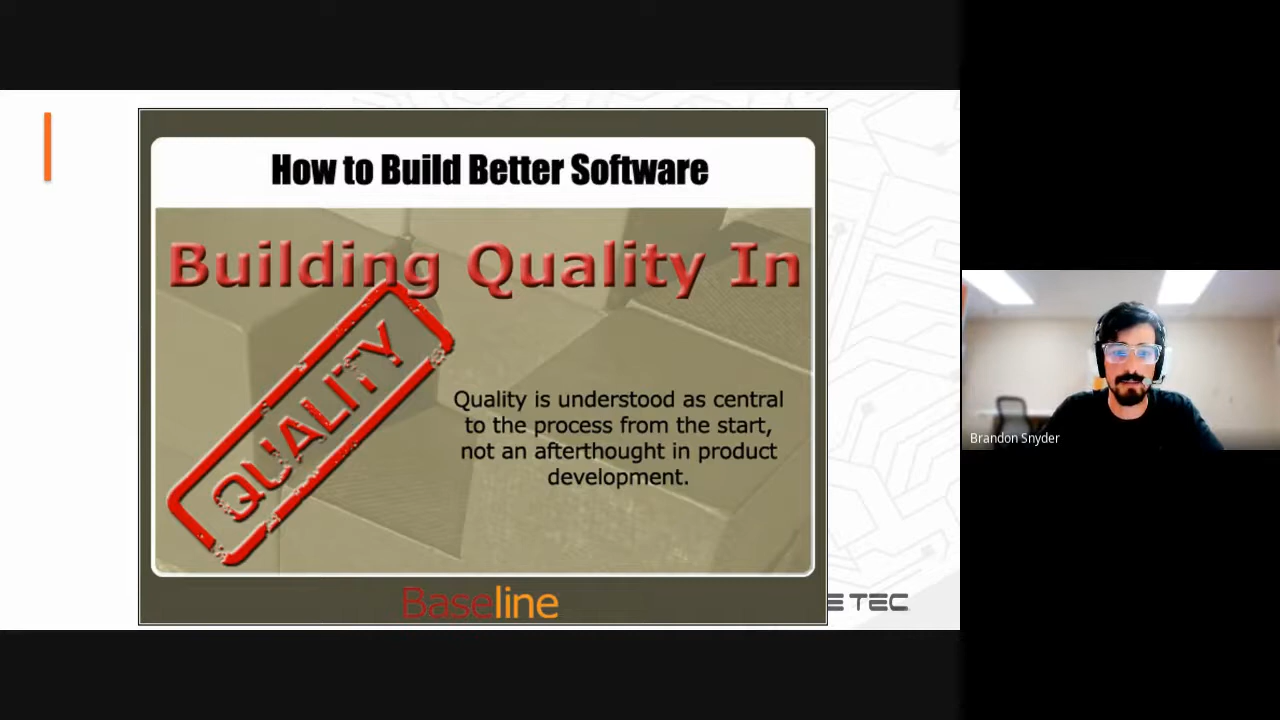 How to Build Better Software
Building Quality In
QUALITY
Quality is understood as central
to the process from the start,
not an afterthought in product
development.
Baseline
E TEC
Brandon Snyder